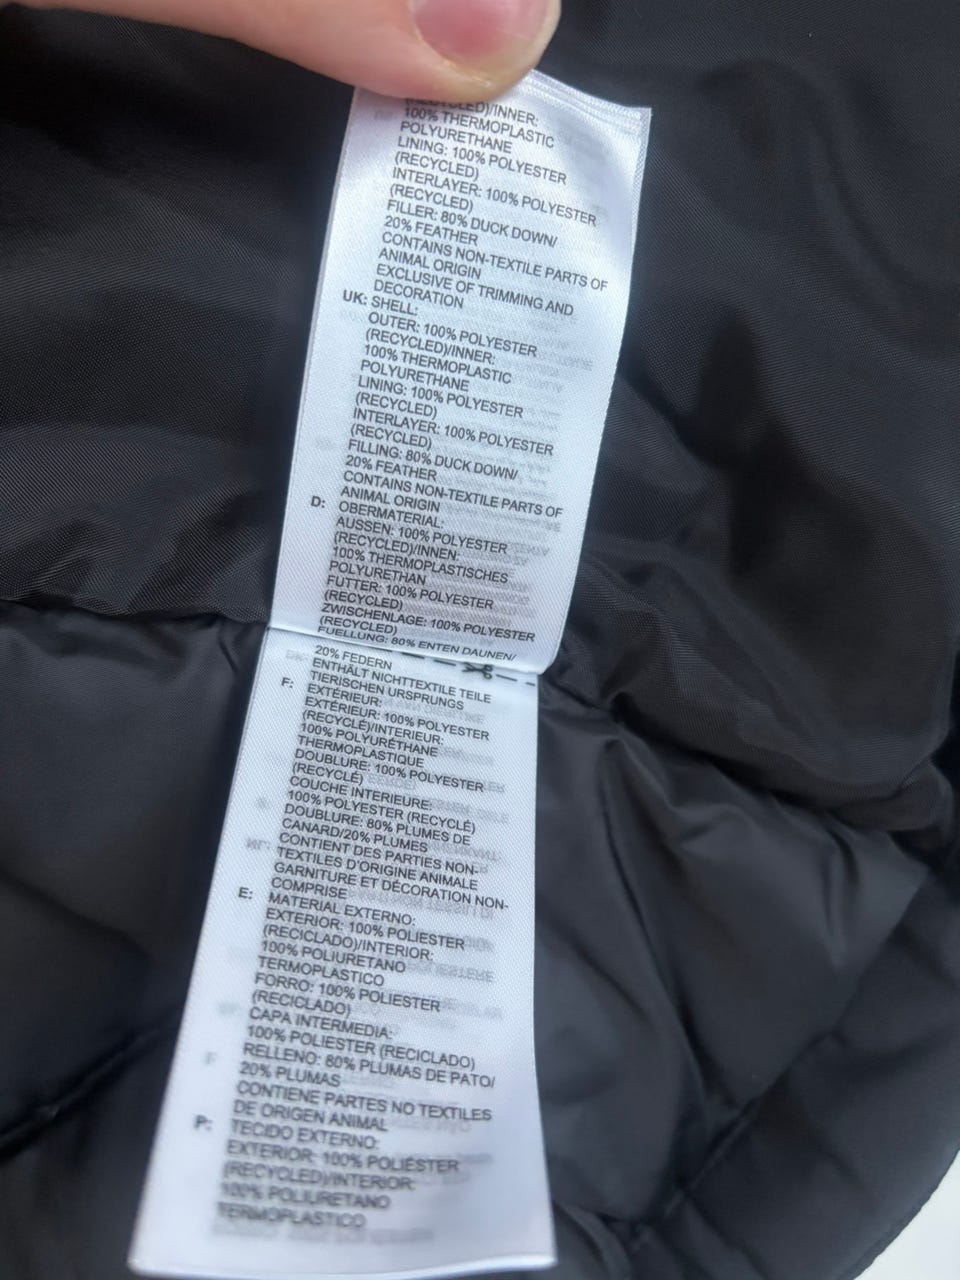 (RECYCLED)/INNER:
100% THERMOPLASTIC
POLYURETHANE
LINING: 100% POLYESTER
(RECYCLED)
INTERLAYER: 100% POLYESTER
(RECYCLED)
FILLER: 80% DUCK DOWN/
20% FEATHER
CONTAINS NON-TEXTILE PARTS OF
ANIMAL ORIGIN
EXCLUSIVE OF TRIMMING AND
DECORATION
UK: SHELL:
OUTER: 100% POLYESTER
(RECYCLED)/INNER:
100% THERMOPLASTIC
POLYURETHANE
LINING: 100% POLYESTER
(RECYCLED)
INTERLAYER: 100% POLYESTER
(RECYCLED)
FILLING: 80% DUCK DOWN/
20% FEATHER
CONTAINS NON-TEXTILE PARTS OF
ANIMAL ORIGIN
D: OBERMATERIAL:
AUSSEN: 100% POLYESTER
(RECYCLED)/INNEN:
100% THERMOPLASTISCHES
POLYURETHAN
FUTTER: 100% POLYESTER
(RECYCLED)
ZWISCHENLAGE: 100% POLYESTER
(RECYCLED)
FUELLUNG: 80% ENTEN DAUNEN/
20% FEDERN
ENTHÄLT NICHTTEXTILE TEILE
TIERISCHEN URSPRUNGS
F: EXTÉRIEUR:
EXTÉRIEUR: 100% POLYESTER
(RECYCLÉ)/INTERIEUR:
100% POLYURÉTHANE
THERMOPLASTIQUE
DOUBLURE: 100% POLYESTER
(RECYCLÉ)
COUCHE INTERIEURE:
100% POLYESTER (RECYCLÉ)
DOUBLURE: 80% PLUMES DE
CANARD/20% PLUMES
CONTIENT DES PARTIES NON-
TEXTILES D'ORIGINE ANIMALE
GARNITURE ET DÉCORATION NON-
COMPRISE
E: MATERIAL EXTERNO:
EXTERIOR: 100% POLIESTER
(RECICLADO)/INTERIOR:
100% POLIURETANO
TERMOPLASTICO
FORRO: 100% POLIESTER
(RECICLADO)
CAPA INTERMEDIA:
100% POLIESTER (RECICLADO)
RELLENO: 80% PLUMAS DE PATO/
20% PLUMAS
CONTIENE PARTES NO TEXTILES
DE ORIGEN ANIMAL
P: TECIDO EXTERNO:
EXTERIOR: 100% POLIÉSTER
(RECYCLED)/INTERIOR:
100% POLIURETANO
TERMOPLASTICO